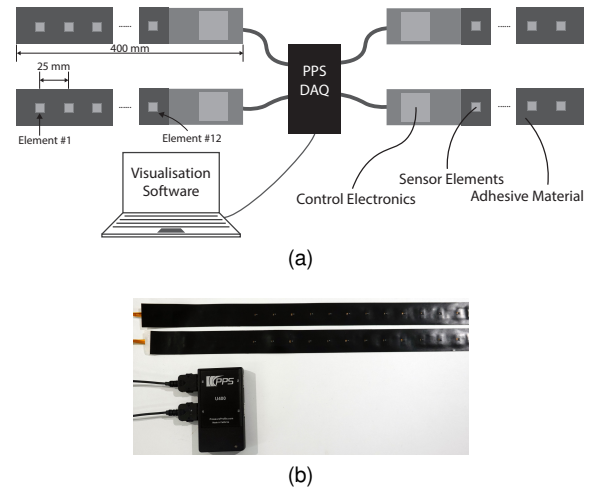 400 mm
25 mm
PPS
DAQ
Element #1
Element #12
Visualisation
Software
Control Electronics
Sensor Elements
Adhesive Material
(a)
PPS
U400
(b)